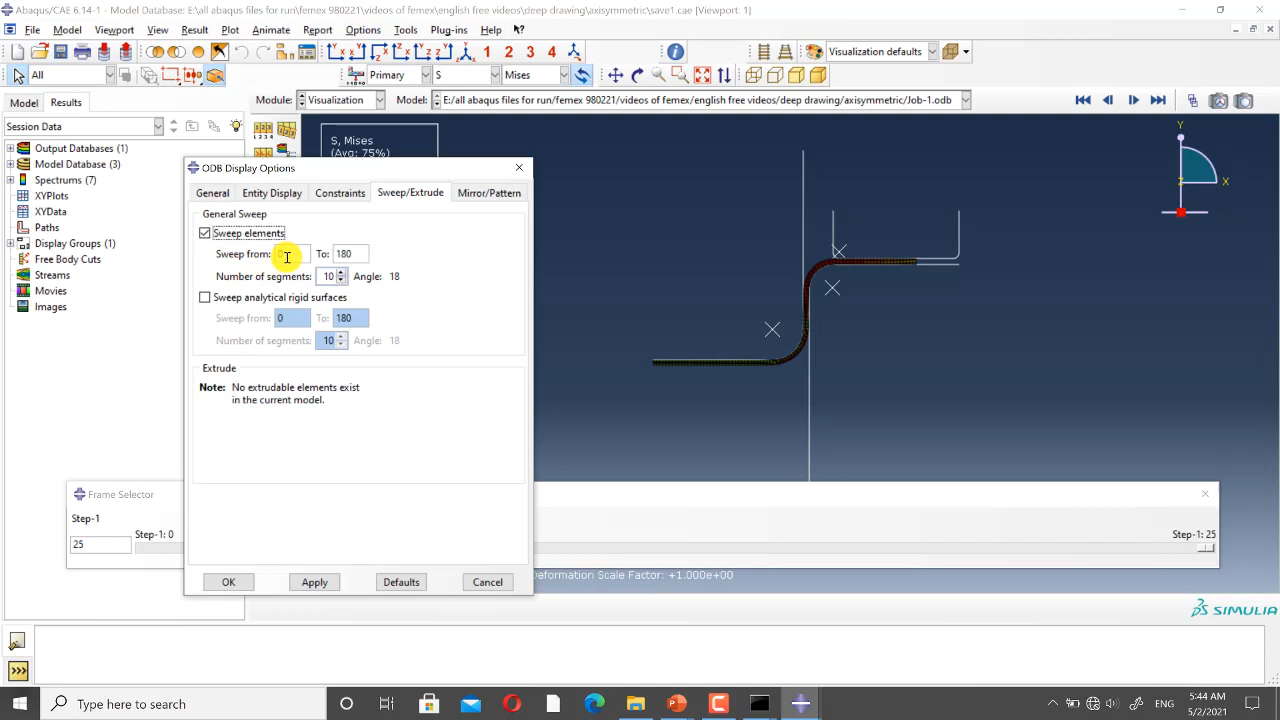 Abaqus/CAE 6.14-1 - Model Database: E:\all abaqus files for run\femex 980221\videos of femex\english free videos\deep drawing\axisymmetric\save1.cae [Viewport: 1]
File Model Viewport View Result Plot Animate Report Options Tools Plug-ins Help
1 2 3 4 Visualization defaults
All Primary S Mises
Model Results Module: Visualization Model: E:/all abaqus files for run/femex 980221/videos of femex/english free videos/deep drawing/axisymmetric/Job-1.odb
Session Data
Output Databases (1)
Model Database (3)
Spectrums (7)
XYPlots
XYData
Paths
Display Groups (1)
Free Body Cuts
Streams
Movies
Images
S, Mises
(Avg: 75%)
Y
Z
X
ODB Display Options
General Entity Display Constraints Sweep/Extrude Mirror/Pattern
General Sweep
Sweep elements
Sweep from: 0 To: 180
Number of segments: 10 Angle: 18
Sweep analytical rigid surfaces
Sweep from: 0 To: 180
Number of segments: 10 Angle: 18
Extrude
Note: No extrudable elements exist
in the current model.
OK Apply Defaults Cancel
Frame Selector
Step-1
Step-1: 0 Step-1: 25
25
Deformation Scale Factor: +1.000e+00
SIMULIA
>>>
Type here to search
ENG
5:44 AM
5/2/2021